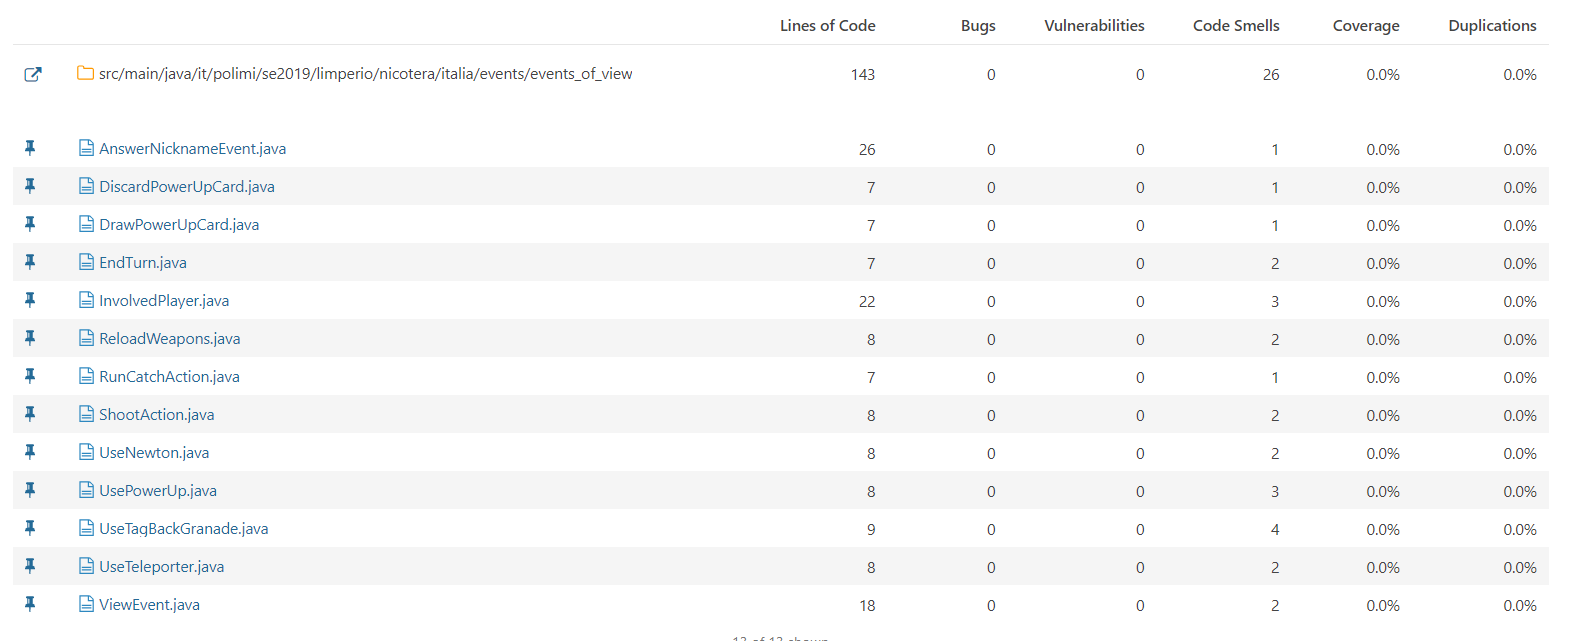 Lines of Code Bugs Vulnerabilities Code Smells Coverage Duplications
src/main/java/it/polimi/se2019/limperio/nicotera/italia/events/events_of_view 143 0 0 26 0.0% 0.0%
AnswerNicknameEvent.java 26 0 0 1 0.0% 0.0%
DiscardPowerUpCard.java 7 0 0 1 0.0% 0.0%
DrawPowerUpCard.java 7 0 0 1 0.0% 0.0%
EndTurn.java 7 0 0 2 0.0% 0.0%
InvolvedPlayer.java 22 0 0 3 0.0% 0.0%
ReloadWeapons.java 8 0 0 2 0.0% 0.0%
RunCatchAction.java 7 0 0 1 0.0% 0.0%
ShootAction.java 8 0 0 2 0.0% 0.0%
UseNewton.java 8 0 0 2 0.0% 0.0%
UsePowerUp.java 8 0 0 3 0.0% 0.0%
UseTagBackGranade.java 9 0 0 4 0.0% 0.0%
UseTeleporter.java 8 0 0 2 0.0% 0.0%
ViewEvent.java 18 0 0 2 0.0% 0.0%
13 of 13 shown